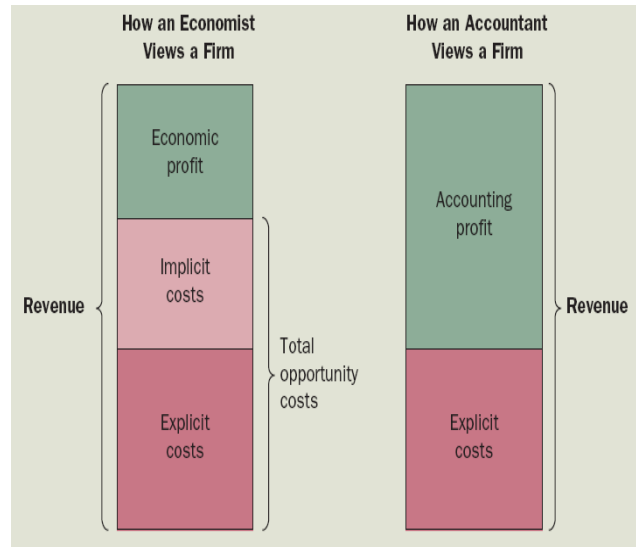 How an Economist
Views a Firm
How an Accountant
Views a Firm
Revenue
Economic
profit
Implicit
costs
Explicit
costs
Total
opportunity
costs
Accounting
profit
Explicit
costs
Revenue